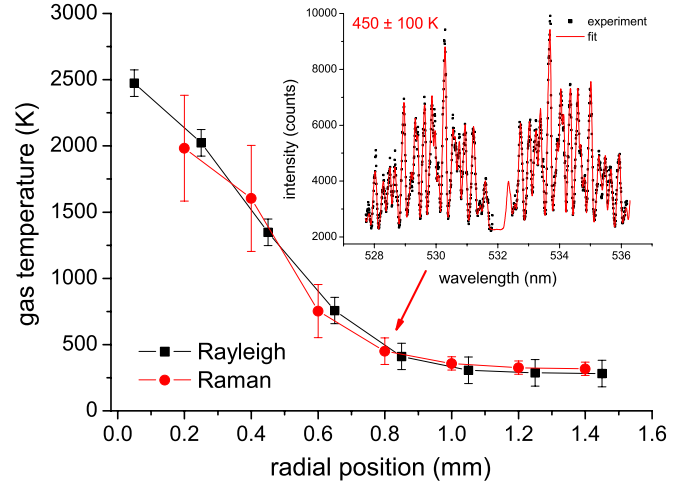 3000
2500
2000
1500
1000
500
0
gas temperature (K)
0.0 0.2 0.4 0.6 0.8 1.0 1.2 1.4 1.6
radial position (mm)
Rayleigh
Raman
450 ± 100 K
experiment
fit
10000
8000
6000
4000
2000
intensity (counts)
528 530 532 534 536
wavelength (nm)